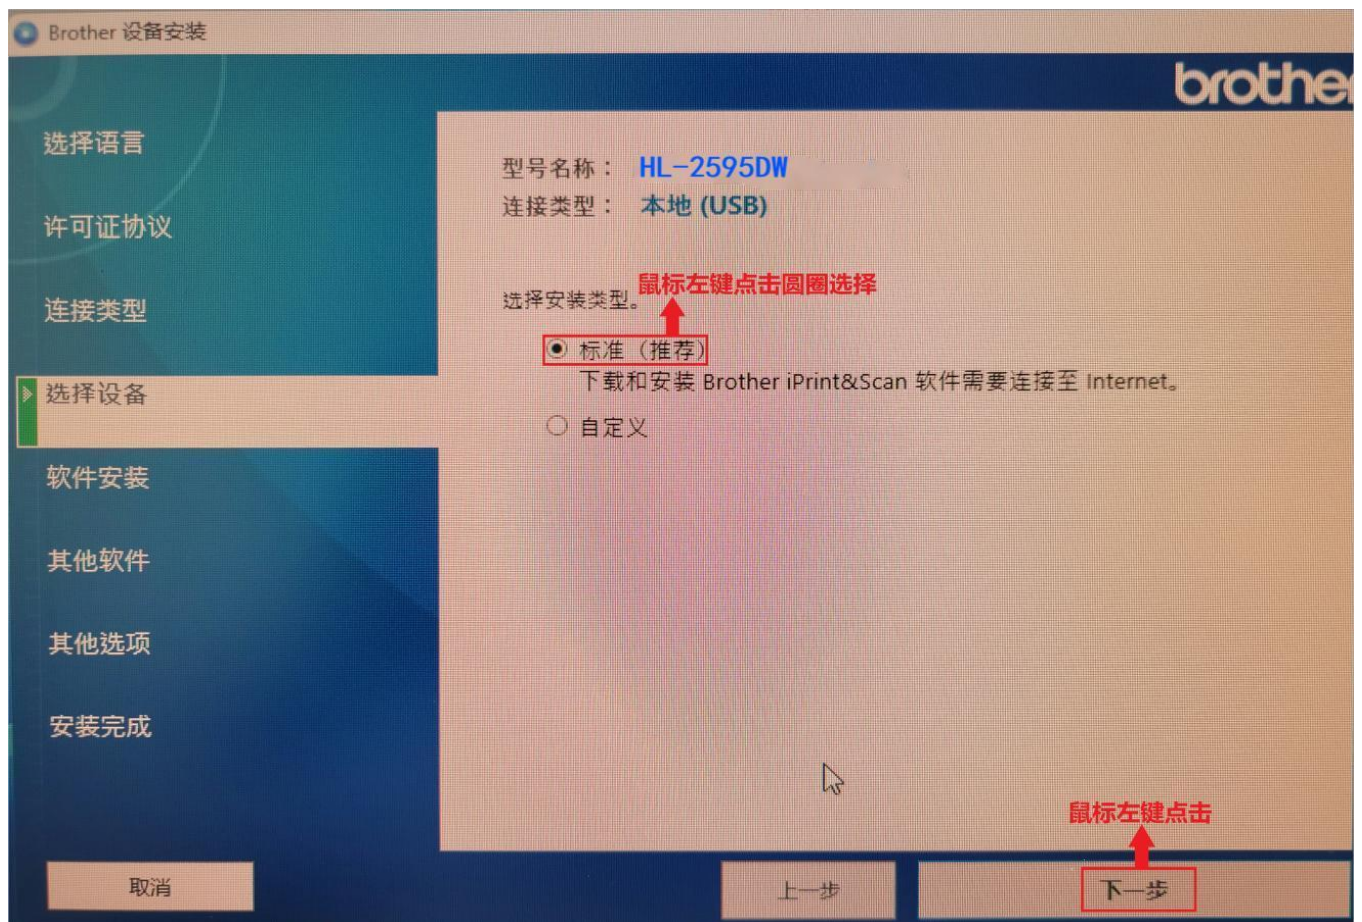 Brother 设备安装
brother
选择语言
许可证协议
连接类型
选择设备
软件安装
其他软件
其他选项
安装完成
型号名称： HL-2595DW
连接类型： 本地 (USB)
鼠标左键点击圆圈选择
选择安装类型。
标准（推荐）
下载和安装 Brother iPrint&Scan 软件需要连接至 Internet。
自定义
鼠标左键点击
取消
上一步
下一步